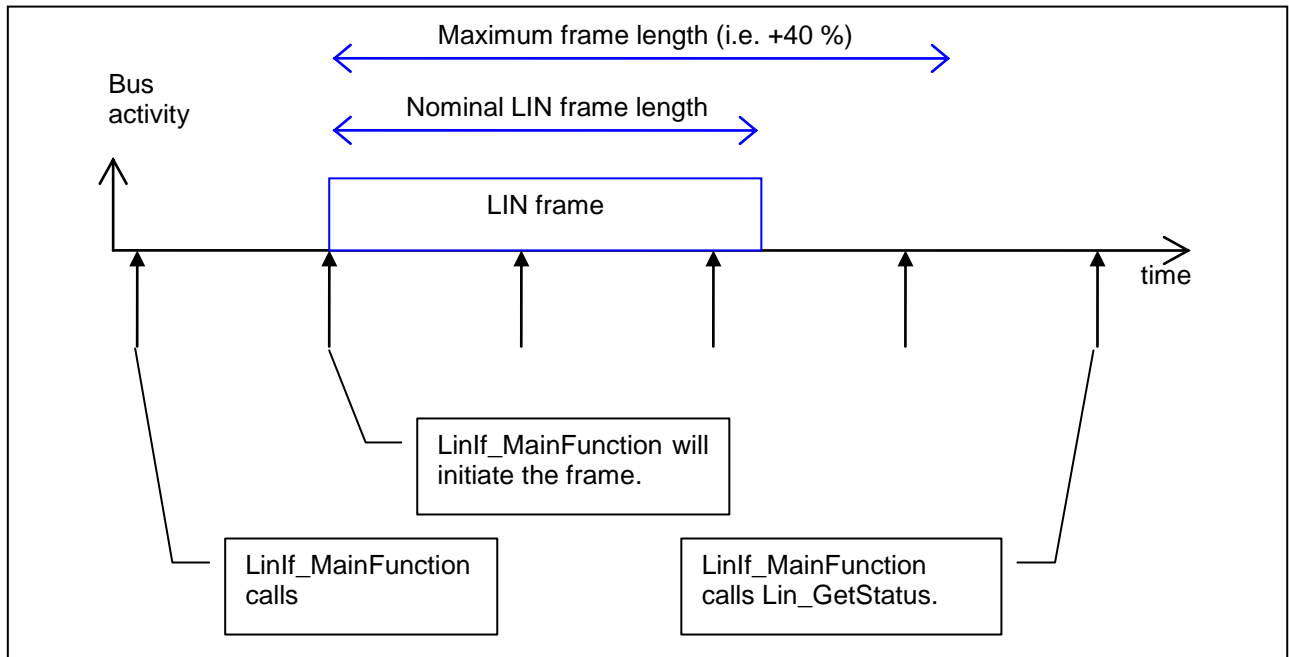 Maximum frame length (i.e. +40 %)
Bus
activity
Nominal LIN frame length
LIN frame
time
LinIf_MainFunction will
initiate the frame.
LinIf_MainFunction
calls
LinIf_MainFunction
calls Lin_GetStatus.